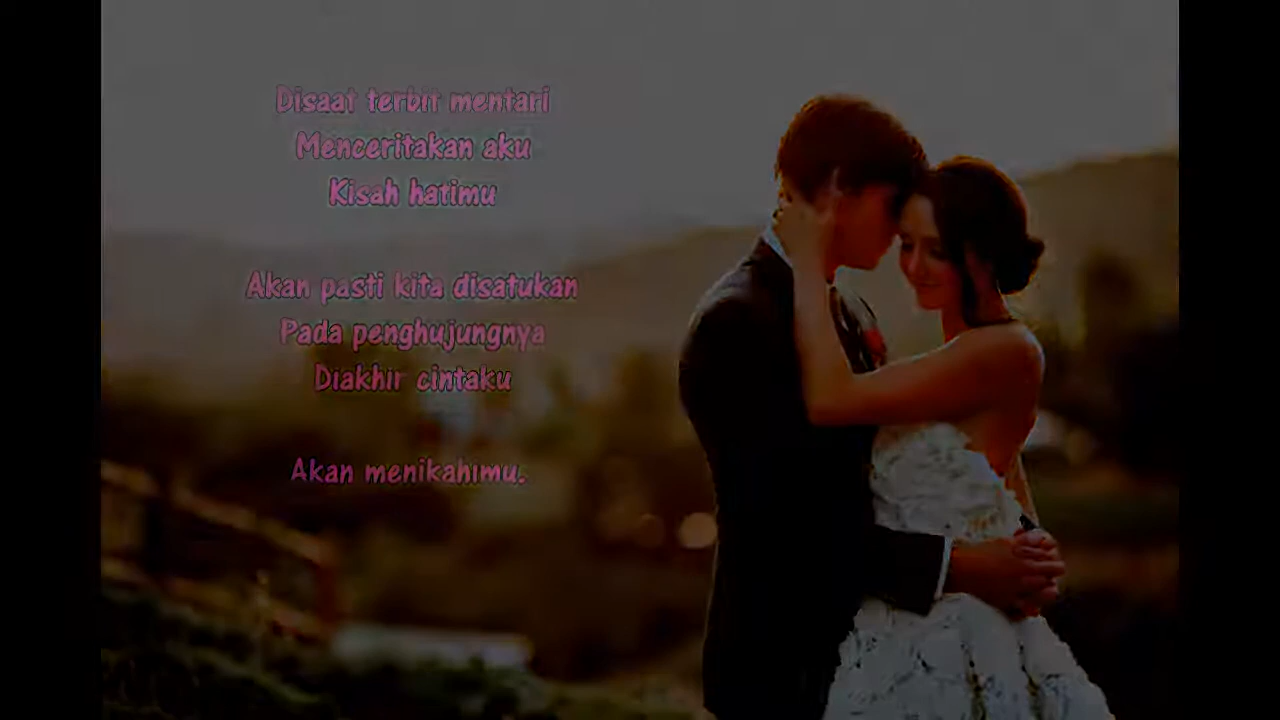 Disaat terbit mentari
Menceritakan aku
Kisah hatimu
Akan pasti kita disatukan
Pada penghujungnya
Diakhir cintaku
Akan menikahimu.